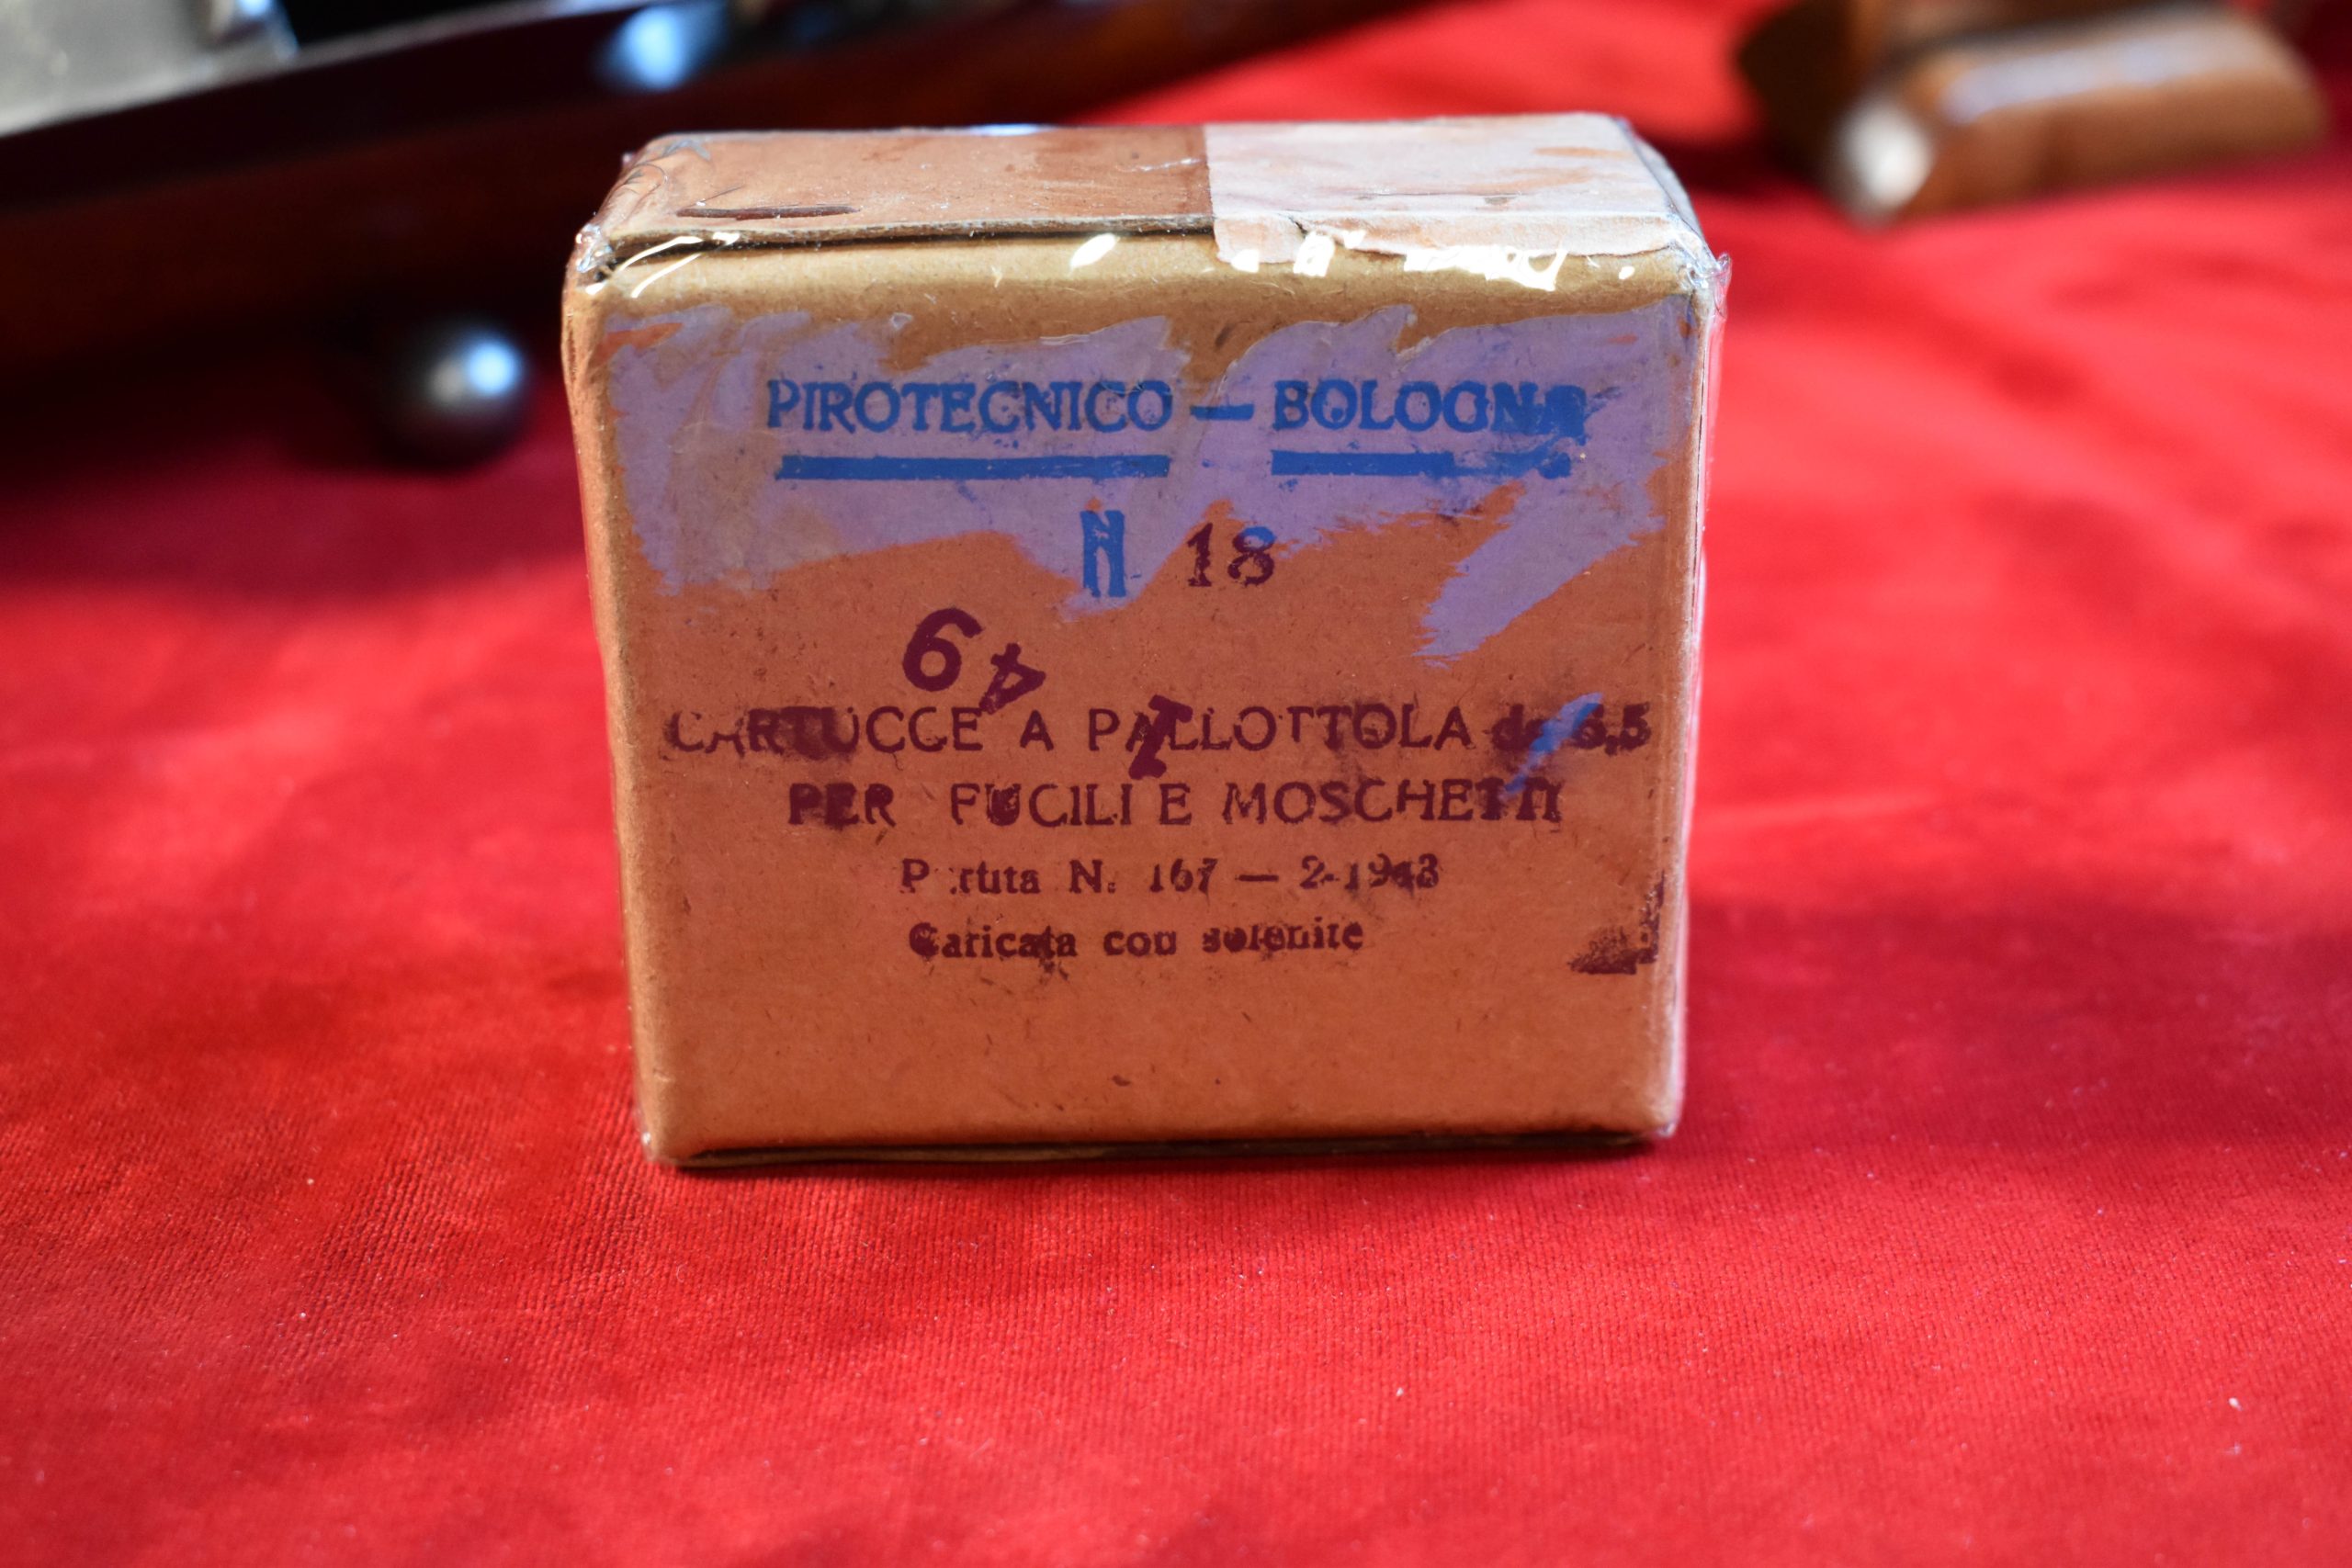 PIROTECNICO — BOLOGNA
N 18
64
1
CARTUCCE A PALLOTTOLA da 6,5
PER FUCILI E MOSCHETTI
Partita N. 167 — 2-1943
Caricata con solenite